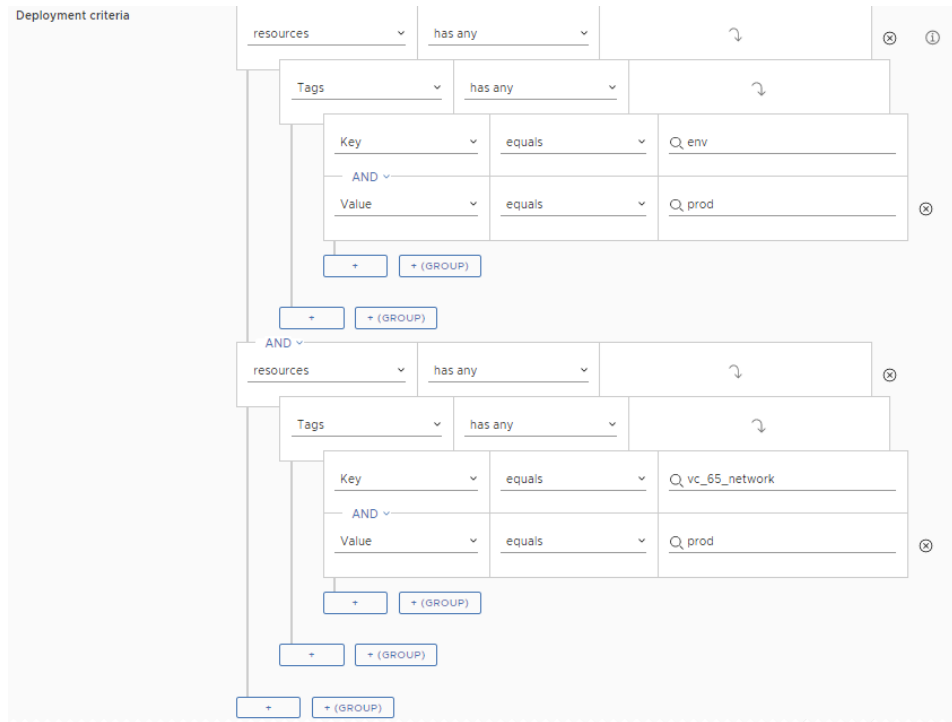 Deployment criteria
resources has any
Tags has any
Key equals env
AND
Value equals prod
+ + (GROUP)
+ + (GROUP)
AND
resources has any
Tags has any
Key equals vc_65_network
AND
Value equals prod
+ + (GROUP)
+ + (GROUP)
+ + (GROUP)